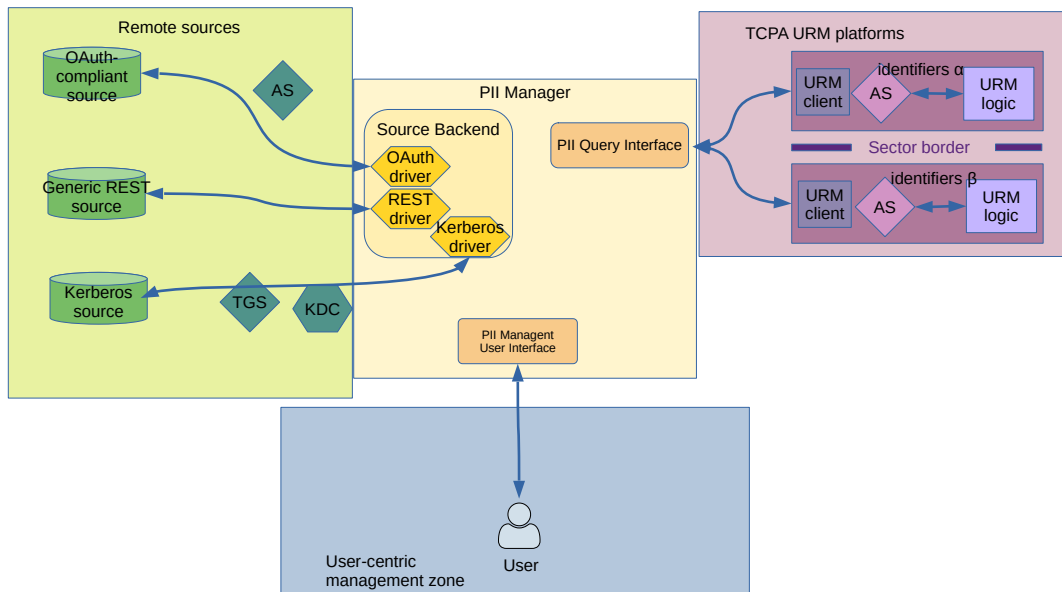 Remote sources
OAuth-
compliant
source
AS
Generic REST
source
Kerberos
source
TGS
KDC
PII Manager
Source Backend
OAuth
driver
REST
driver
Kerberos
driver
PII Query Interface
PII Managent
User Interface
TCPA URM platforms
identifiers α
URM
client
AS
URM
logic
Sector border
identifiers β
URM
client
AS
URM
logic
User-centric
management zone
User